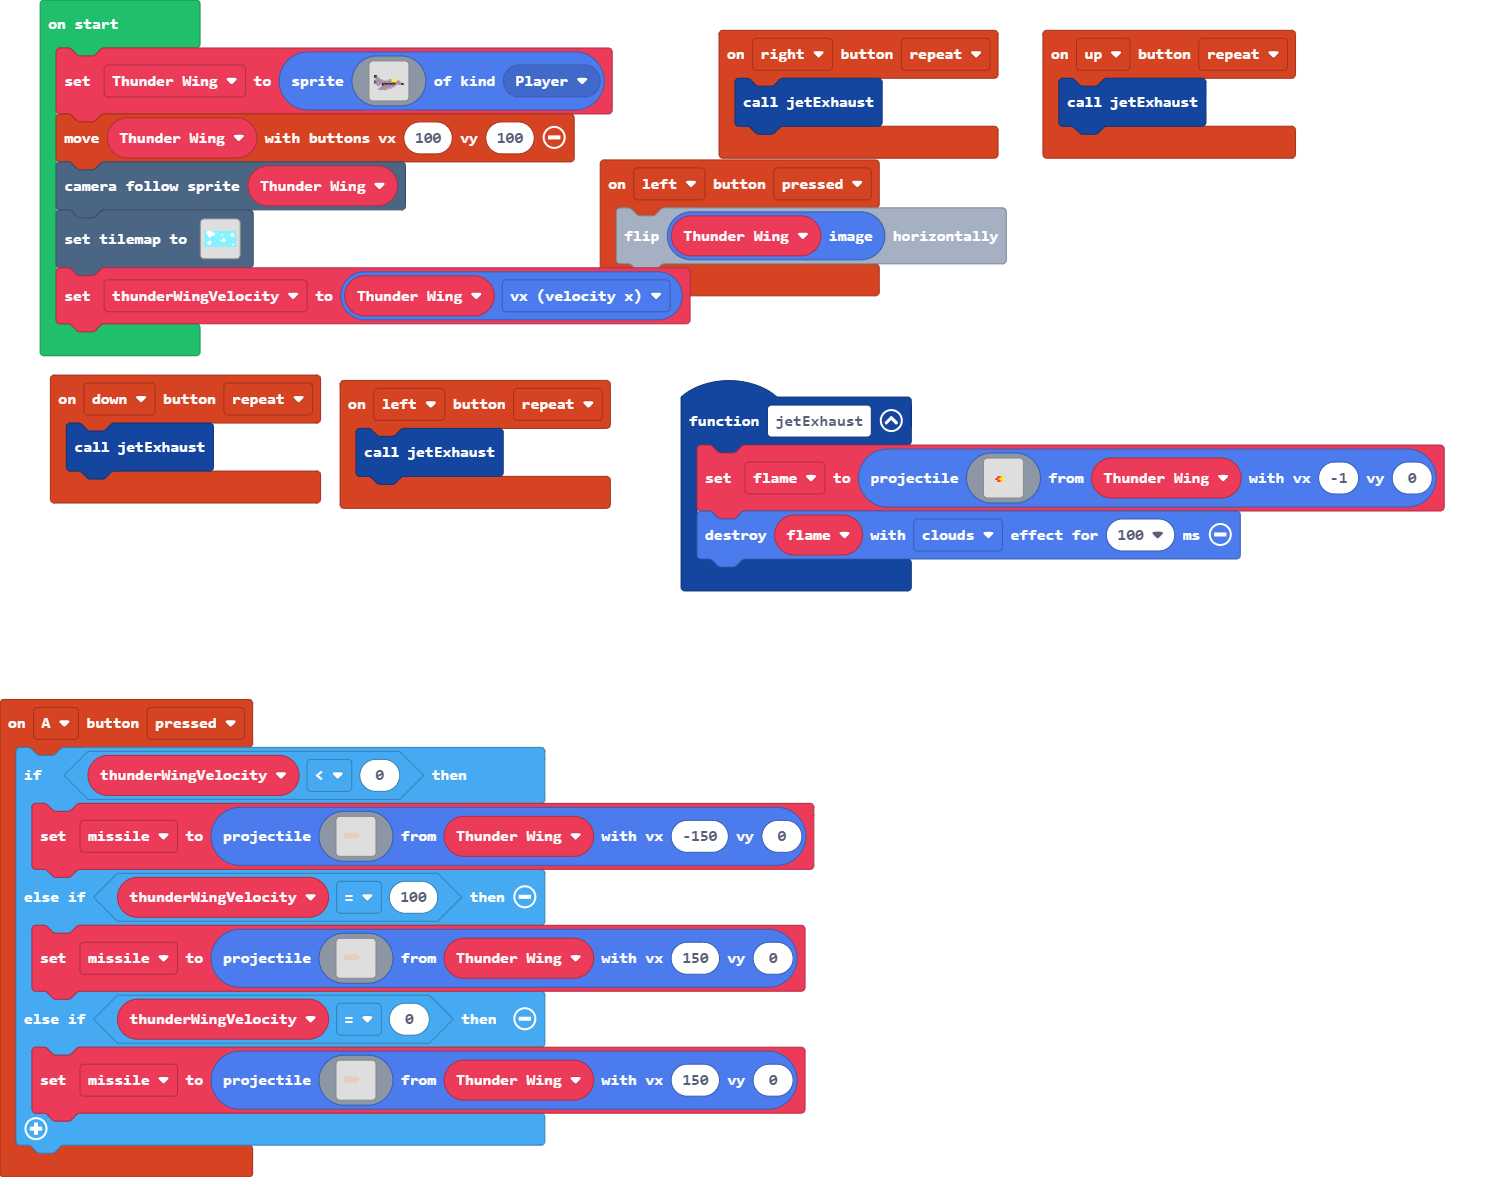 on start
set Thunder Wing to sprite of kind Player
move Thunder Wing with buttons vx 100 vy 100
camera follow sprite Thunder Wing
set tilemap to
set thunderWingVelocity to Thunder Wing vx (velocity x)
on right button repeat
call jetExhaust
on up button repeat
call jetExhaust
on left button pressed
flip Thunder Wing image horizontally
on down button repeat
call jetExhaust
on left button repeat
call jetExhaust
function jetExhaust
set flame to projectile from Thunder Wing with vx -1 vy 0
destroy flame with clouds effect for 100 ms
on A button pressed
if thunderWingVelocity < 0 then
set missile to projectile from Thunder Wing with vx -150 vy 0
else if thunderWingVelocity = 100 then
set missile to projectile from Thunder Wing with vx 150 vy 0
else if thunderWingVelocity = 0 then
set missile to projectile from Thunder Wing with vx 150 vy 0